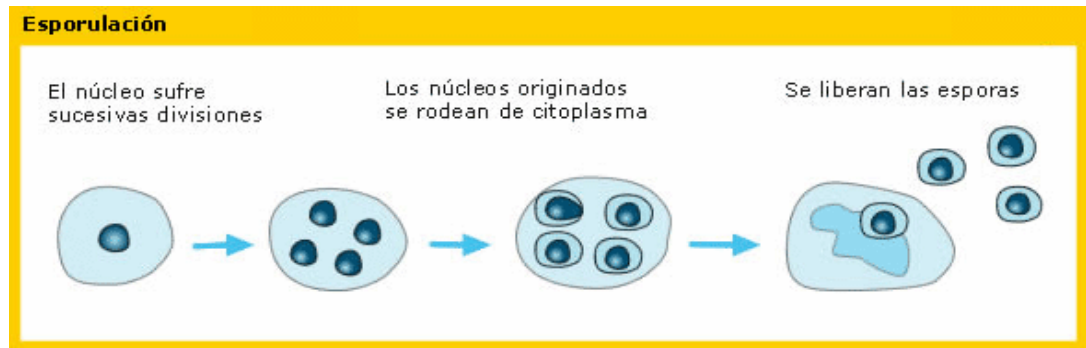 Esporulación
El núcleo sufre
sucesivas divisiones
Los núcleos originados
se rodean de citoplasma
Se liberan las esporas